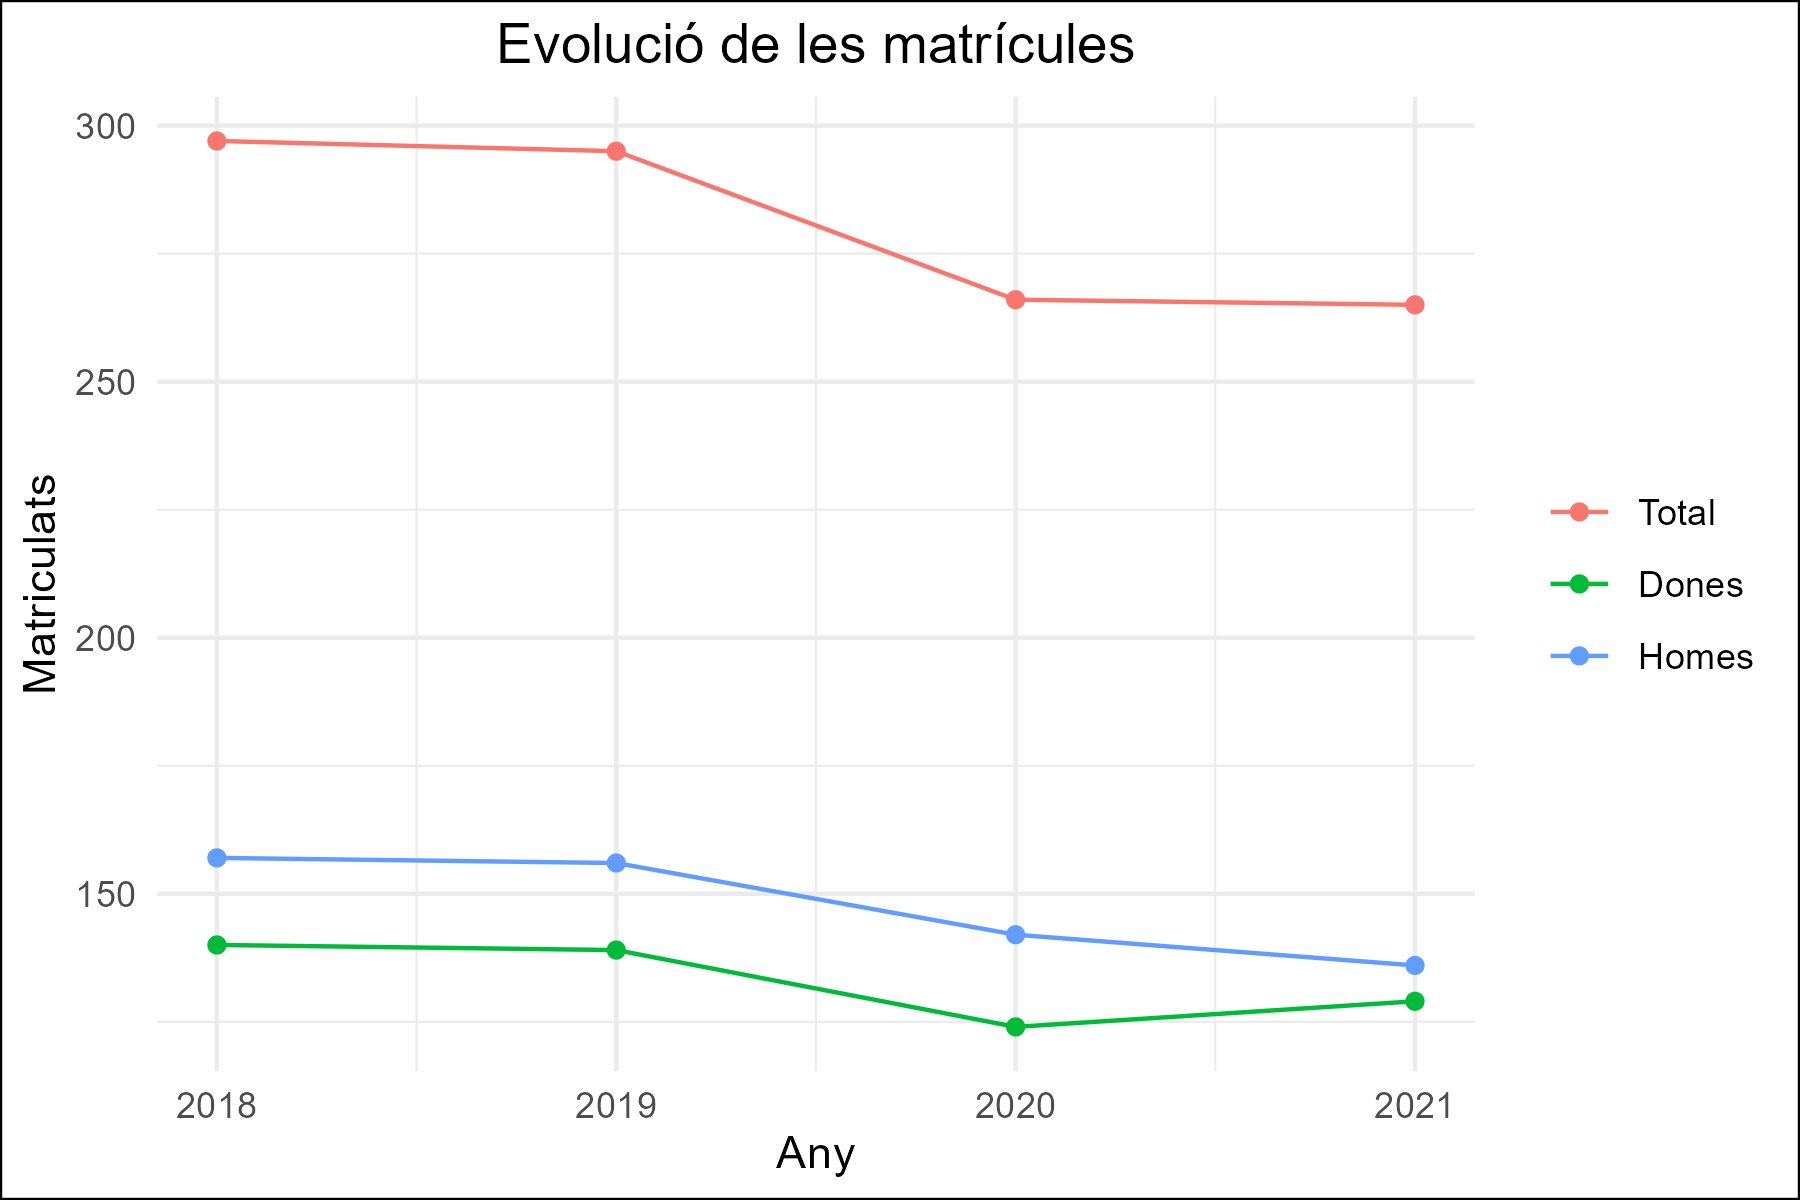 Evolució de les matrícules
300
250
200
150
Matriculats
2018 2019 2020 2021
Any
Total
Dones
Homes